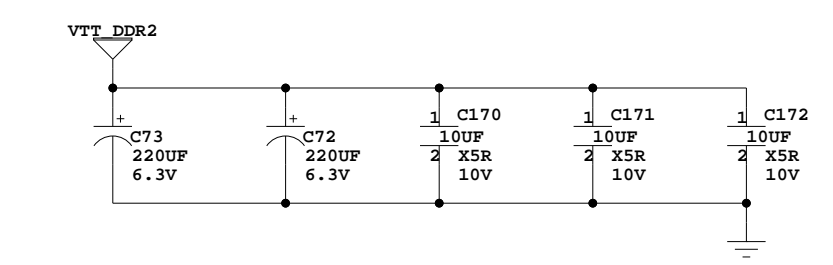 VTT_DDR2
+ C73
220UF
6.3V
+ C72
220UF
6.3V
1 C170
10UF
2 X5R
10V
1 C171
10UF
2 X5R
10V
1 C172
10UF
2 X5R
10V